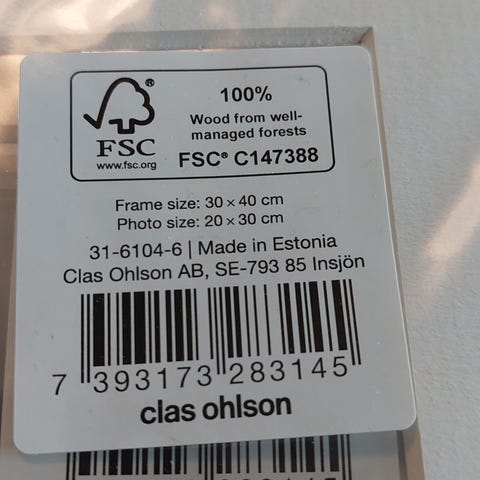 ®
FSC
www.fsc.org
100%
Wood from well-
managed forests
FSC® C147388
Frame size: 30 x 40 cm
Photo size: 20 x 30 cm
31-6104-6 | Made in Estonia
Clas Ohlson AB, SE-793 85 Insjön
7 393173 283145
clas ohlson